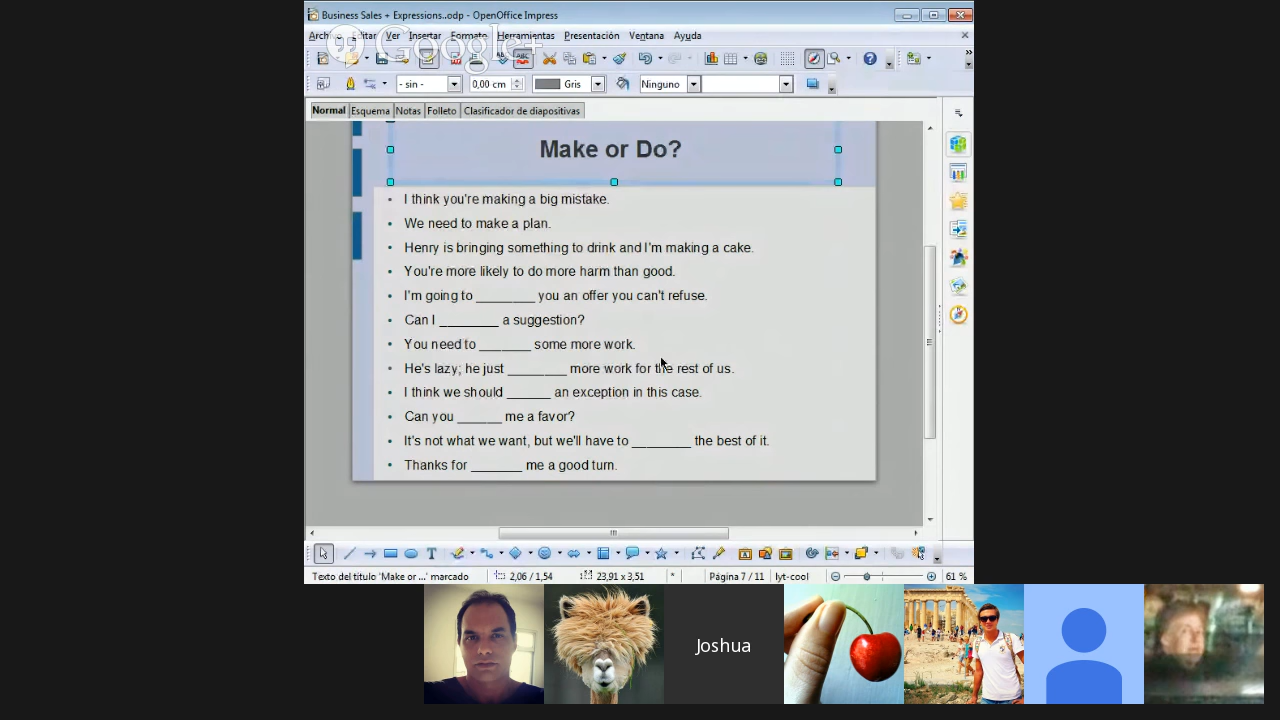 Business Sales + Expressions..odp - OpenOffice Impress
Google+
Ver Insertar Formato Herramientas Presentación Ventana Ayuda
- sin - 0,00 cm Gris Ninguno
Normal Esquema Notas Folleto Clasificador de diapositivas
Make or Do?
• I think you're making a big mistake.
• We need to make a plan.
• Henry is bringing something to drink and I'm making a cake.
• You're more likely to do more harm than good.
• I'm going to ________ you an offer you can't refuse.
• Can I ________ a suggestion?
• You need to _______ some more work.
• He's lazy; he just ________ more work for the rest of us.
• I think we should ______ an exception in this case.
• Can you ______ me a favor?
• It's not what we want, but we'll have to ________ the best of it.
• Thanks for _______ me a good turn.
Texto del título 'Make or ...' marcado 2,06 / 1,54 23,91 x 3,51 * Página 7 / 11 lyt-cool 61 %
Joshua